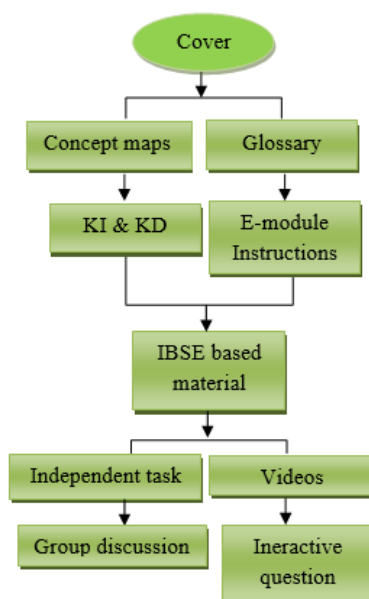 Cover
Concept maps
Glossary
KI & KD
E-module
Instructions
IBSE based
material
Independent task
Videos
Group discussion
Ineractive
question